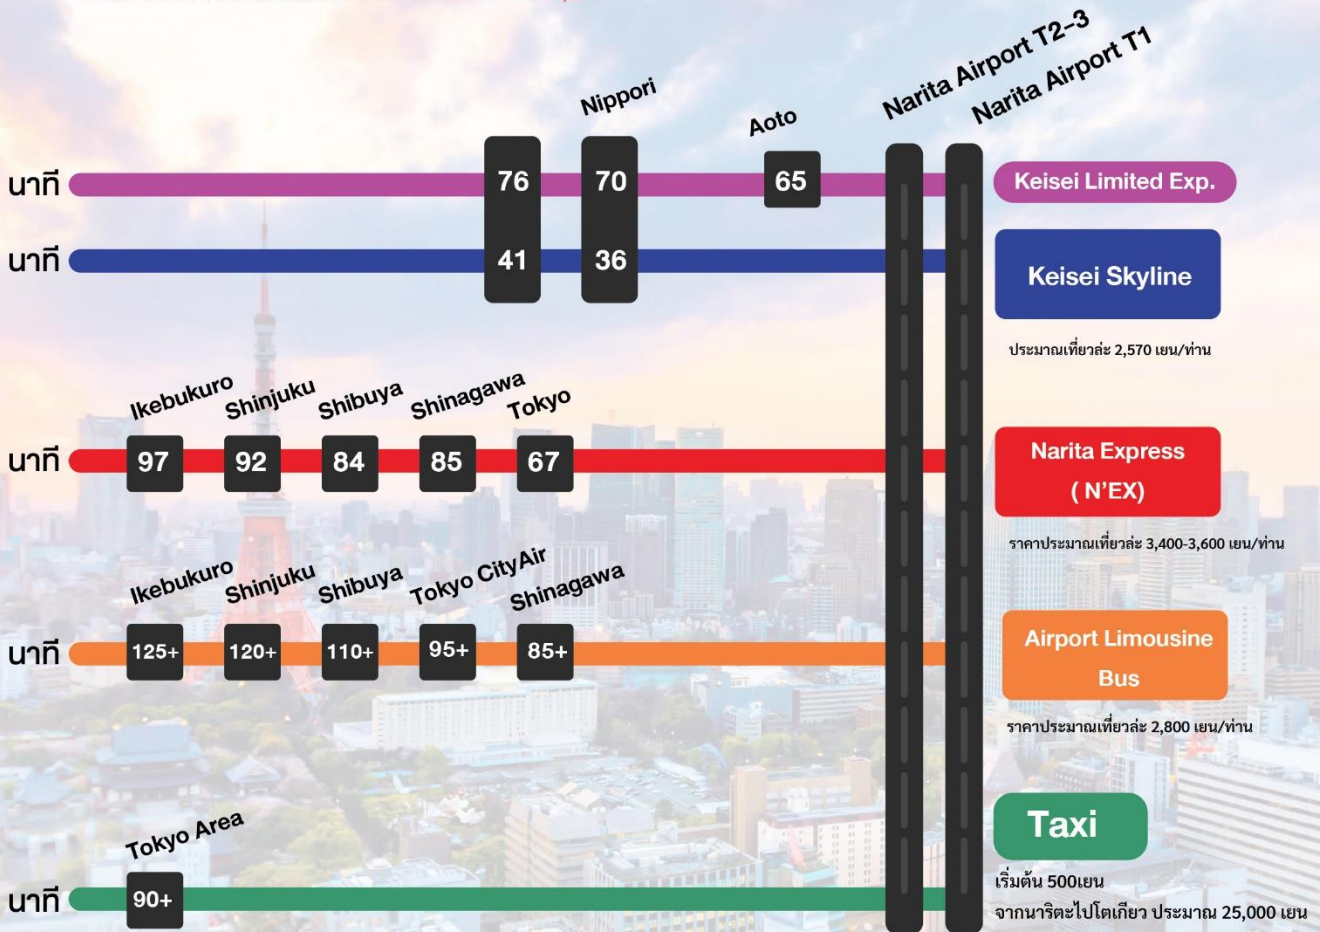 Narita Airport T2-3
Narita Airport T1
Nippori
Aoto
นาที
76
70
65
Keisei Limited Exp.
นาที
41
36
Keisei Skyline
ประมาณเที่ยวล่ะ 2,570 เยน/ท่าน
Ikebukuro
Shinjuku
Shibuya
Shinagawa
Tokyo
นาที
97
92
84
85
67
Narita Express
( N'EX)
ราคาประมาณเที่ยวล่ะ 3,400-3,600 เยน/ท่าน
Ikebukuro
Shinjuku
Shibuya
Tokyo CityAir
Shinagawa
นาที
125+
120+
110+
95+
85+
Airport Limousine
Bus
ราคาประมาณเที่ยวล่ะ 2,800 เยน/ท่าน
Tokyo Area
นาที
90+
Taxi
เริ่มต้น 500เยน
จากนาริตะไปโตเกียว ประมาณ 25,000 เยน